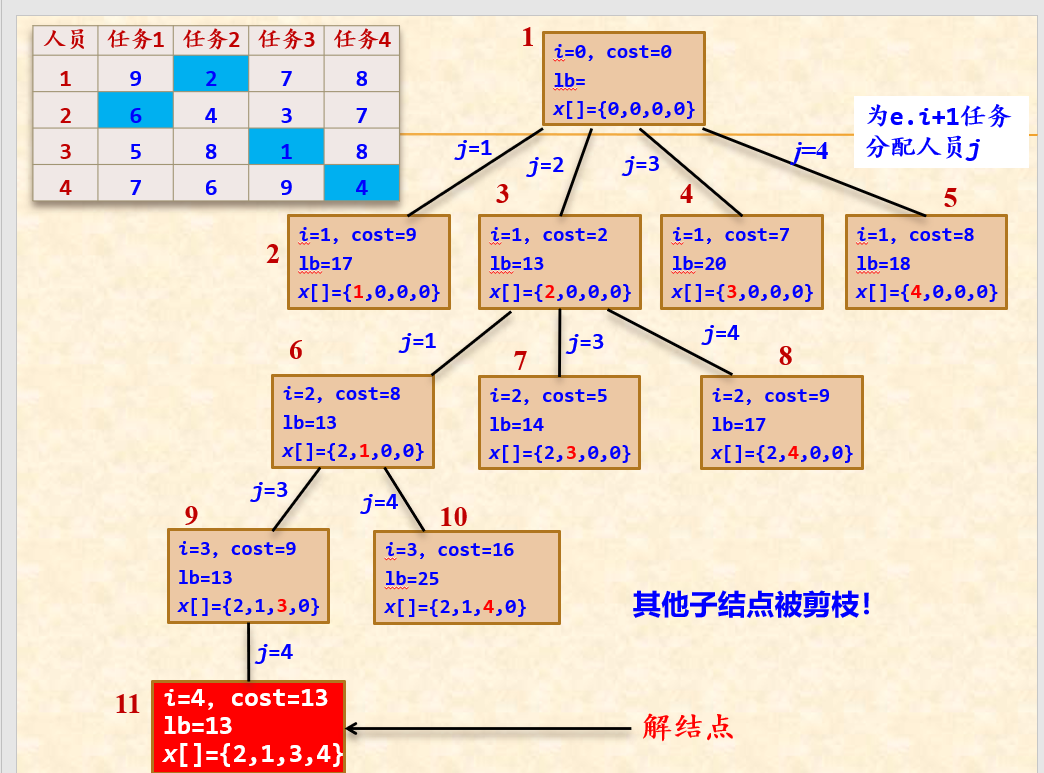 人员 任务1 任务2 任务3 任务4
1 9 2 7 8
2 6 4 3 7
3 5 8 1 8
4 7 6 9 4
1
i=0, cost=0
lb=
x[]={0,0,0,0}
为e.i+1任务
分配人员j
j=1
j=2
j=3
j=4
2
i=1, cost=9
lb=17
x[]={1,0,0,0}
3
i=1, cost=2
lb=13
x[]={2,0,0,0}
4
i=1, cost=7
lb=20
x[]={3,0,0,0}
5
i=1, cost=8
lb=18
x[]={4,0,0,0}
j=1
j=3
j=4
6
i=2, cost=8
lb=13
x[]={2,1,0,0}
7
i=2, cost=5
lb=14
x[]={2,3,0,0}
8
i=2, cost=9
lb=17
x[]={2,4,0,0}
j=3
j=4
9
i=3, cost=9
lb=13
x[]={2,1,3,0}
10
i=3, cost=16
lb=25
x[]={2,1,4,0}
其他子结点被剪枝!
j=4
11
i=4, cost=13
lb=13
x[]={2,1,3,4}
解结点